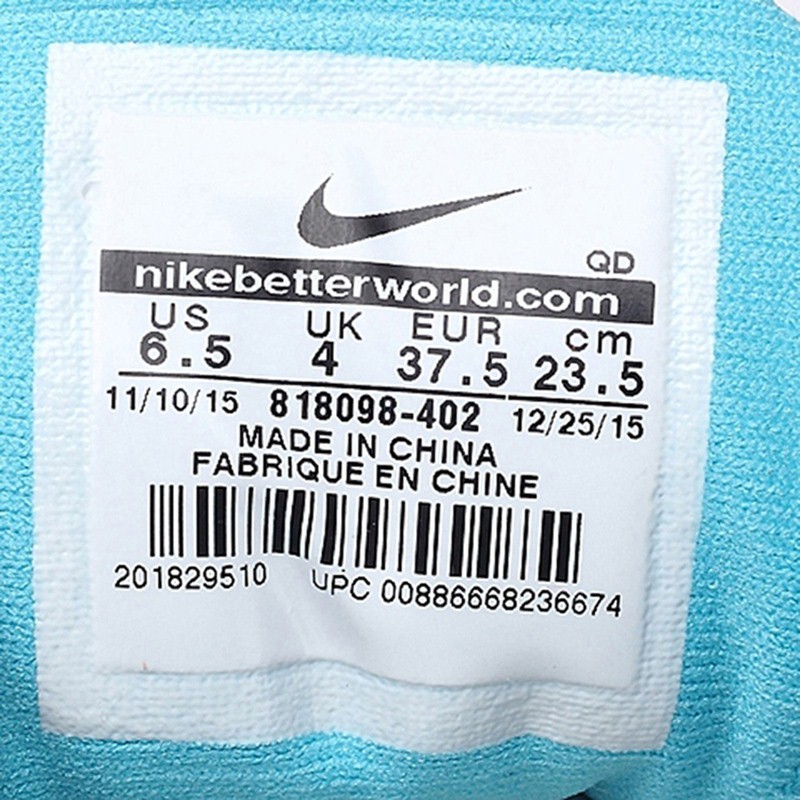 QD
nikebetterworld.com
US UK EUR cm
6.5 4 37.5 23.5
11/10/15 818098-402 12/25/15
MADE IN CHINA
FABRIQUE EN CHINE
201829510 UPC 00886668236674